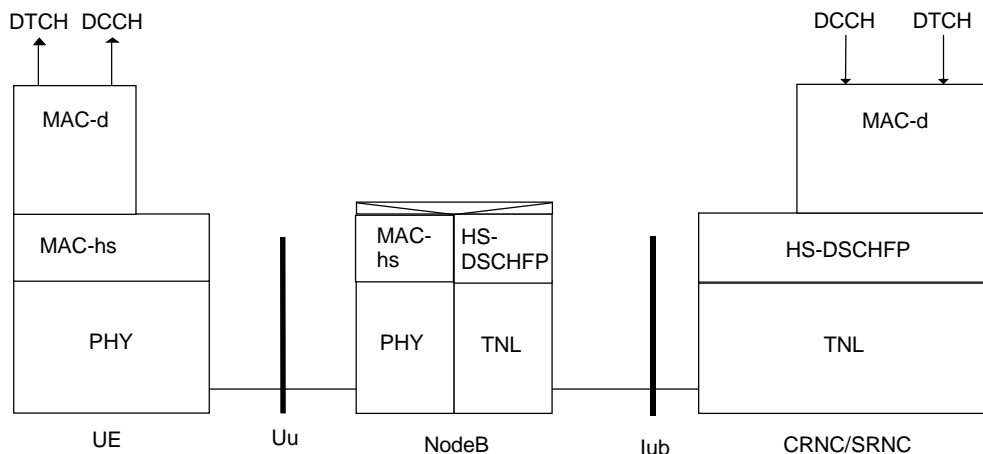 DTCH DCCH
DCCH DTCH
MAC-d
MAC-d
MAC-hs
MAC-
hs
HS-
DSCHFP
HS-DSCHFP
PHY
PHY
TNL
TNL
UE
Uu
NodeB
Iub
CRNC/SRNC